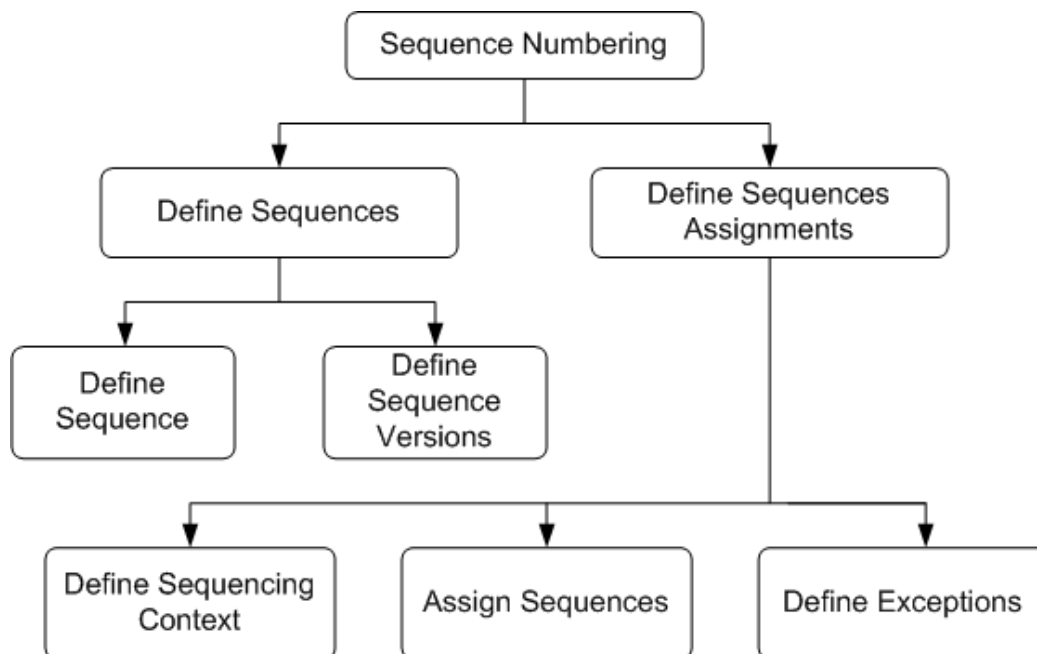 Sequence Numbering
Define Sequences
Define Sequences
Assignments
Define
Sequence
Define
Sequence
Versions
Define Sequencing
Context
Assign Sequences
Define Exceptions